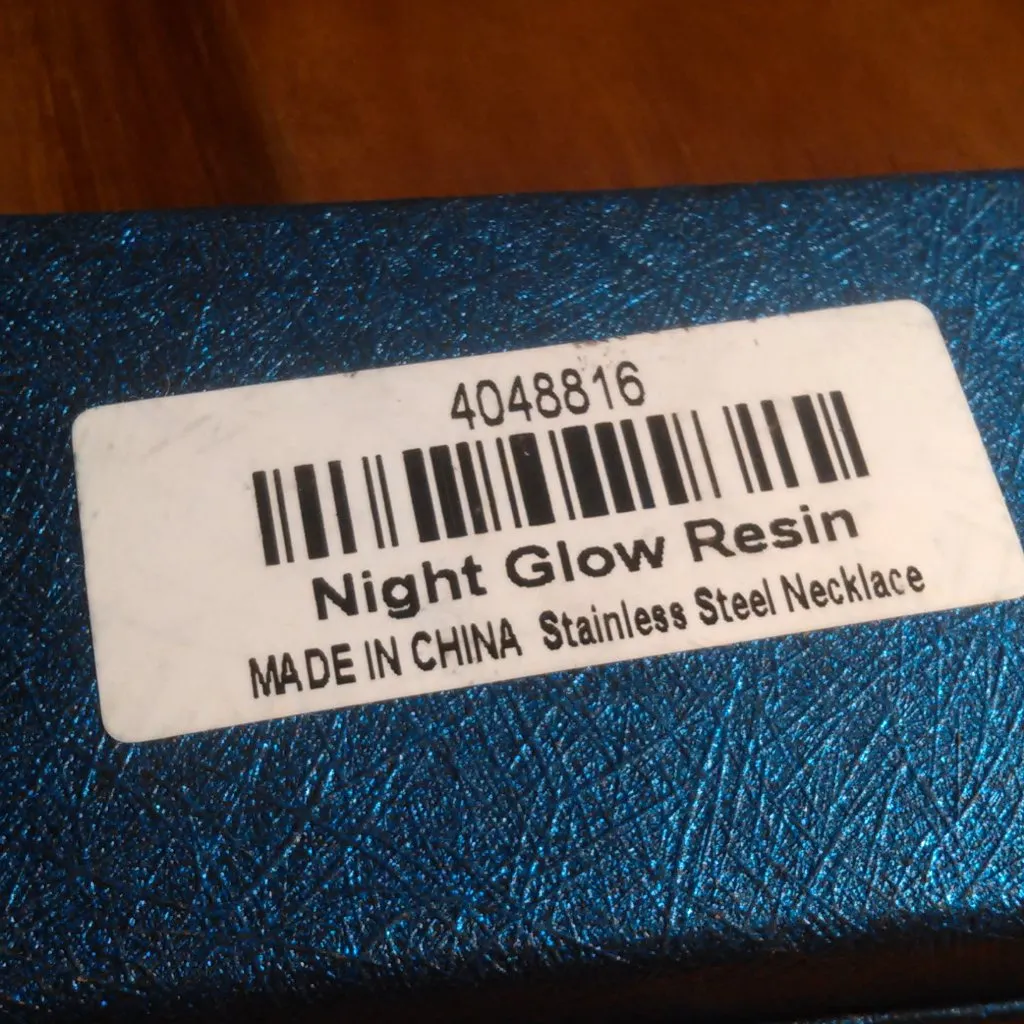 4048816
Night Glow Resin
MADE IN CHINA Stainless Steel Necklace